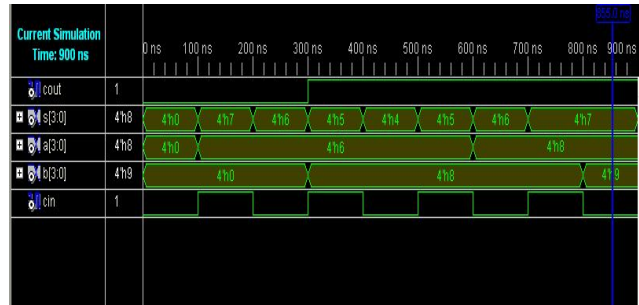 855.0 ns
Current Simulation
Time: 900 ns
0 ns 100 ns 200 ns 300 ns 400 ns 500 ns 600 ns 700 ns 800 ns 900 ns
cout 1
s[3:0] 4'h8 4'h0 4'h7 4'h6 4'h5 4'h4 4'h5 4'h6 4'h7
a[3:0] 4'h8 4'h0 4'h6 4'h8
b[3:0] 4'h9 4'h0 4'h8 4'h9
cin 1